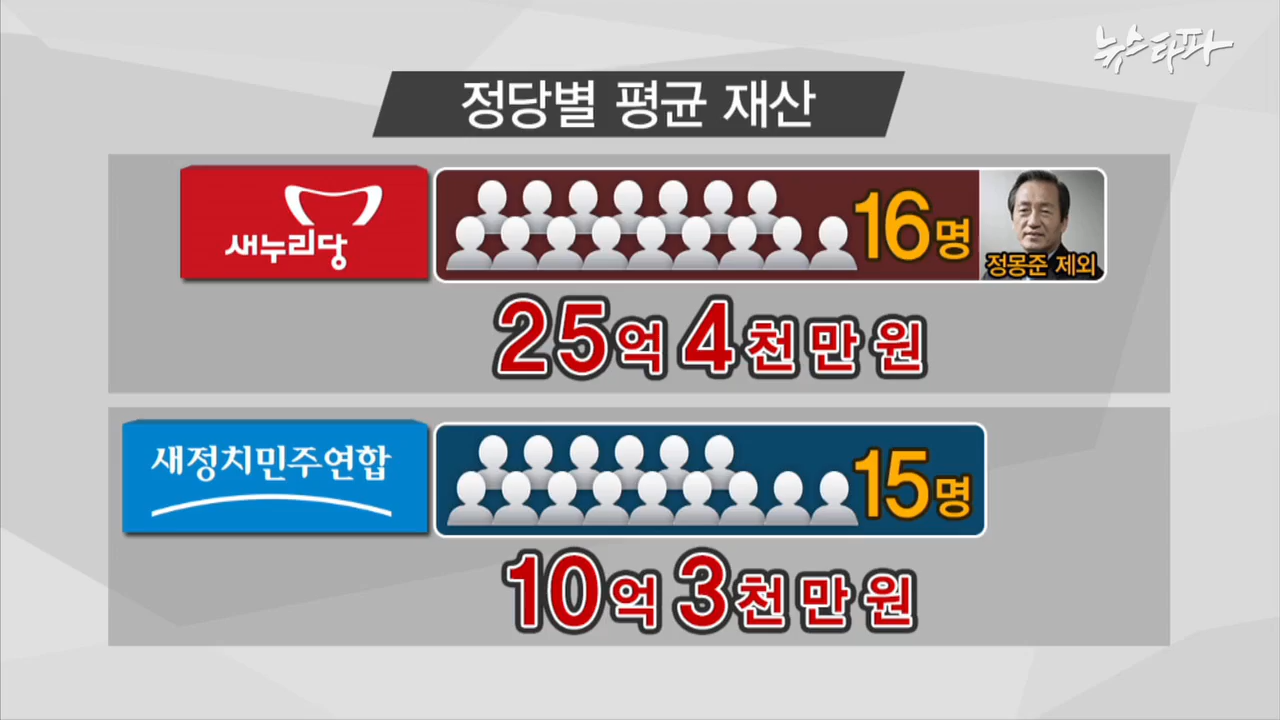 뉴스타파
정당별 평균 재산
새누리당
16명
정몽준 제외
25억 4천만 원
새정치민주연합
15명
10억 3천만 원